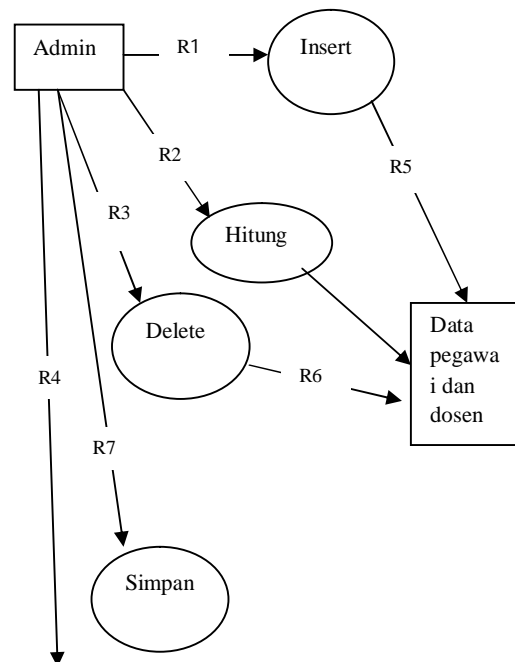 Admin
R1
Insert
R2
R5
R3
Hitung
Delete
Data
pegawa
i dan
dosen
R4
R6
R7
Simpan